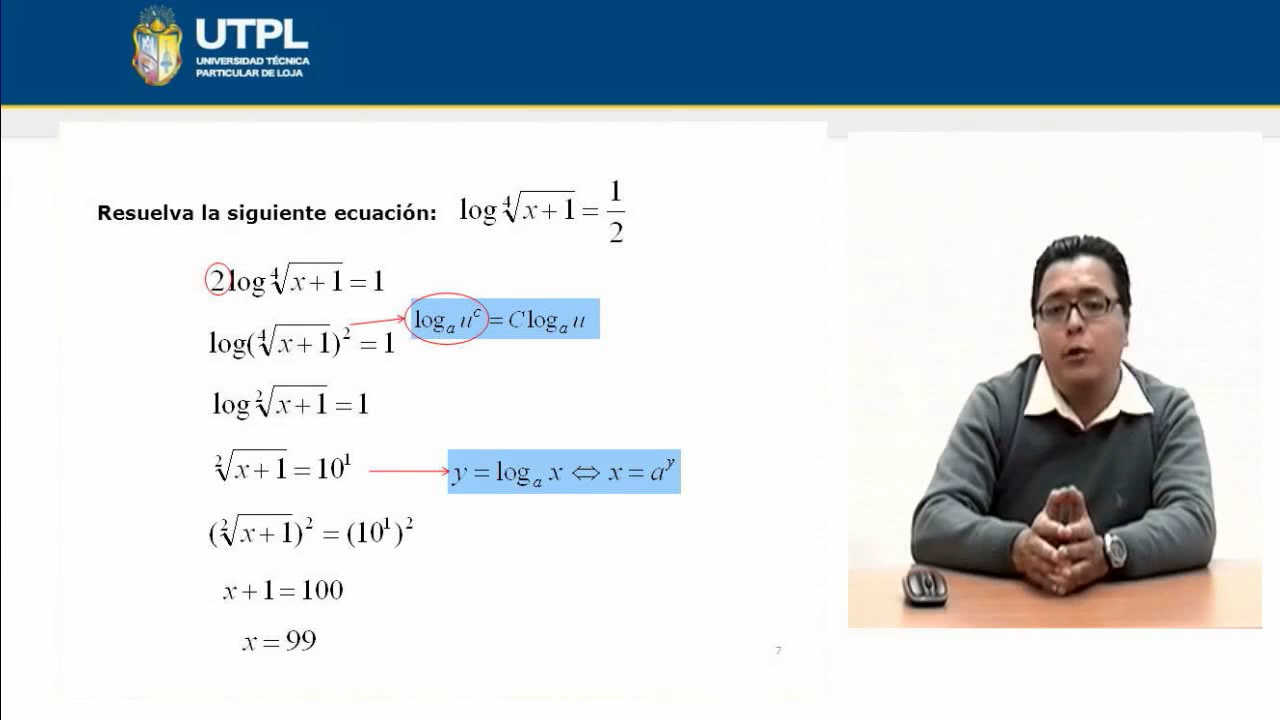 UTPL
UNIVERSIDAD TÉCNICA
PARTICULAR DE LOJA
Resuelva la siguiente ecuación: log ∜(x+1) = 1/2
2log ∜(x+1) = 1
log(∜(x+1))² = 1
logₐ uᶜ = C logₐ u
log ²√(x+1) = 1
²√(x+1) = 10¹
y = logₐ x ⇔ x = aʸ
(²√(x+1))² = (10¹)²
x+1 = 100
x = 99
7